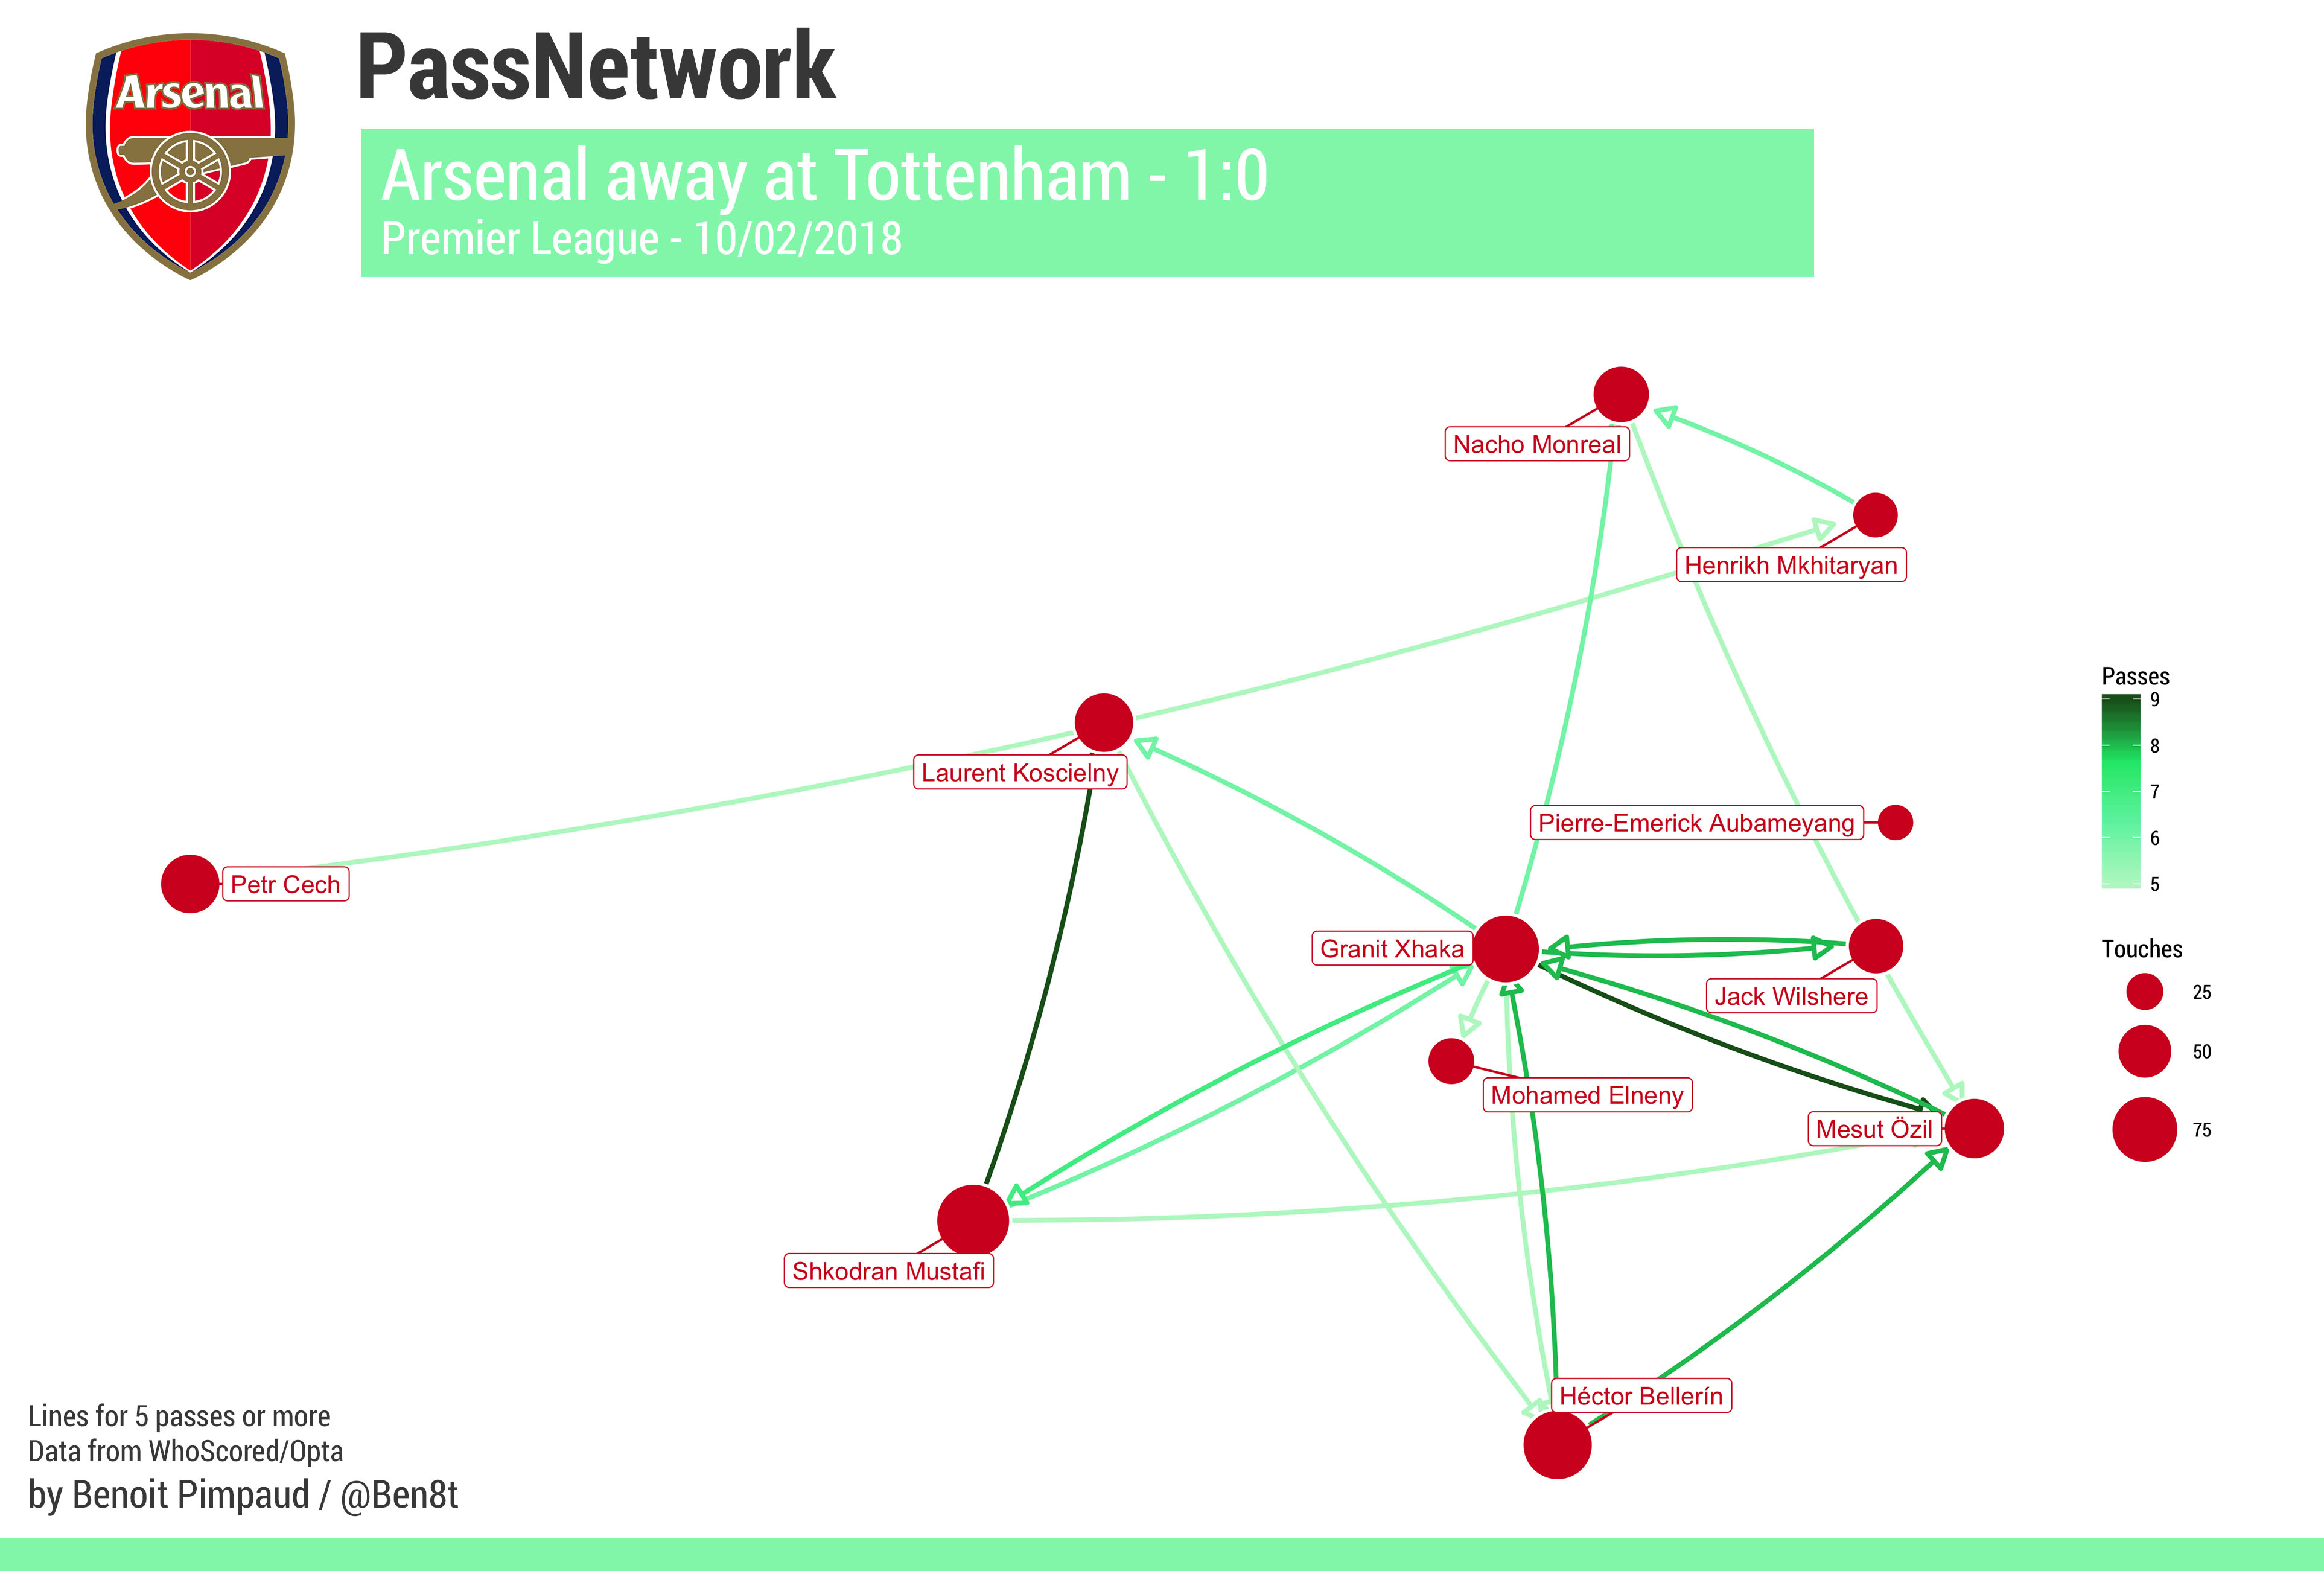 Arsenal
PassNetwork
Arsenal away at Tottenham - 1:0
Premier League - 10/02/2018
Nacho Monreal
Henrikh Mkhitaryan
Laurent Koscielny
Pierre-Emerick Aubameyang
Petr Cech
Granit Xhaka
Jack Wilshere
Mohamed Elneny
Mesut Özil
Shkodran Mustafi
Héctor Bellerín
Passes
9
8
7
6
5
Touches
25
50
75
Lines for 5 passes or more
Data from WhoScored/Opta
by Benoit Pimpaud / @Ben8t